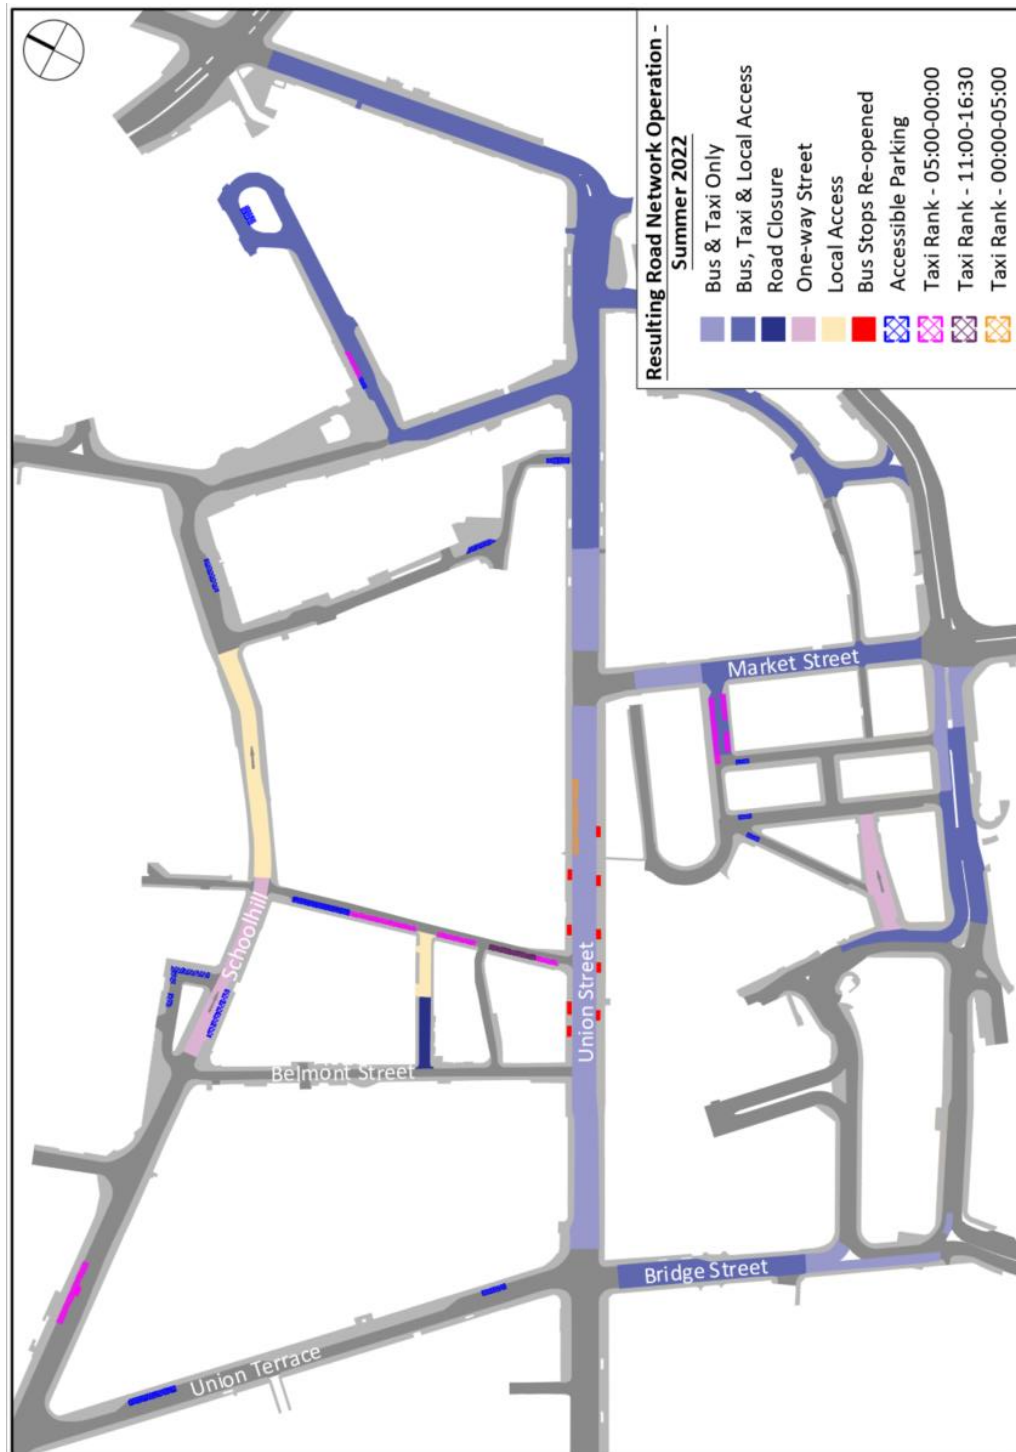 Resulting Road Network Operation -
Summer 2022
Bus & Taxi Only
Bus, Taxi & Local Access
Road Closure
One-way Street
Local Access
Bus Stops Re-opened
Accessible Parking
Taxi Rank - 05:00-00:00
Taxi Rank - 11:00-16:30
Taxi Rank - 00:00-05:00
Schoolhill
Belmont Street
Union Street
Market Street
Union Terrace
Bridge Street